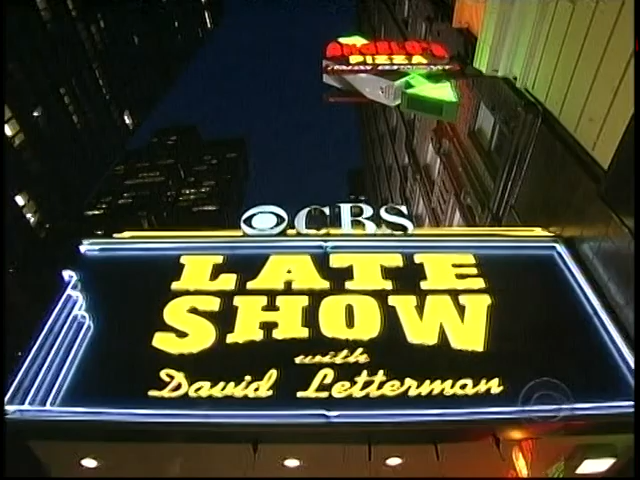 ANGELO'S
PIZZA
CBS
LATE
SHOW
with
David Letterman